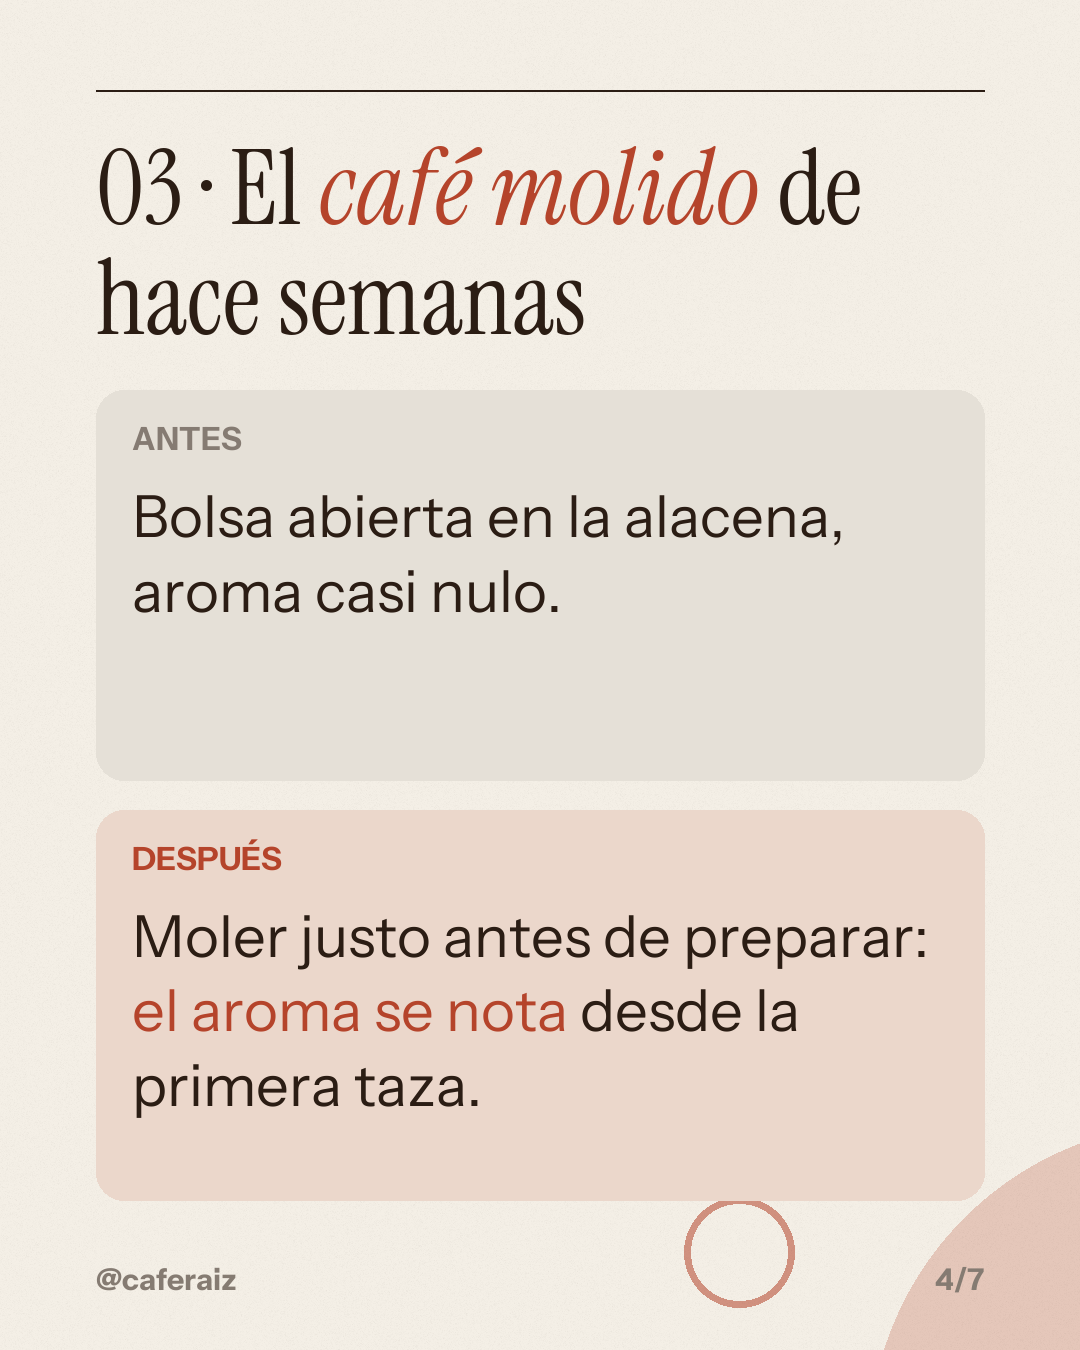 03 · El café molido de
hace semanas
ANTES
Bolsa abierta en la alacena,
aroma casi nulo.
DESPUÉS
Moler justo antes de preparar:
el aroma se nota desde la
primera taza.
@caferaiz
4/7